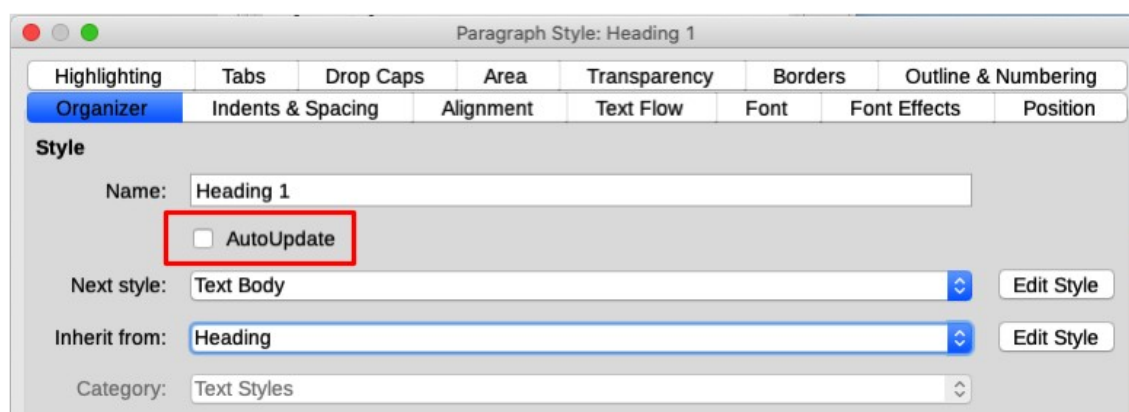 Paragraph Style: Heading 1
Highlighting Tabs Drop Caps Area Transparency Borders Outline & Numbering
Organizer Indents & Spacing Alignment Text Flow Font Font Effects Position
Style
Name: Heading 1
AutoUpdate
Next style: Text Body Edit Style
Inherit from: Heading Edit Style
Category: Text Styles